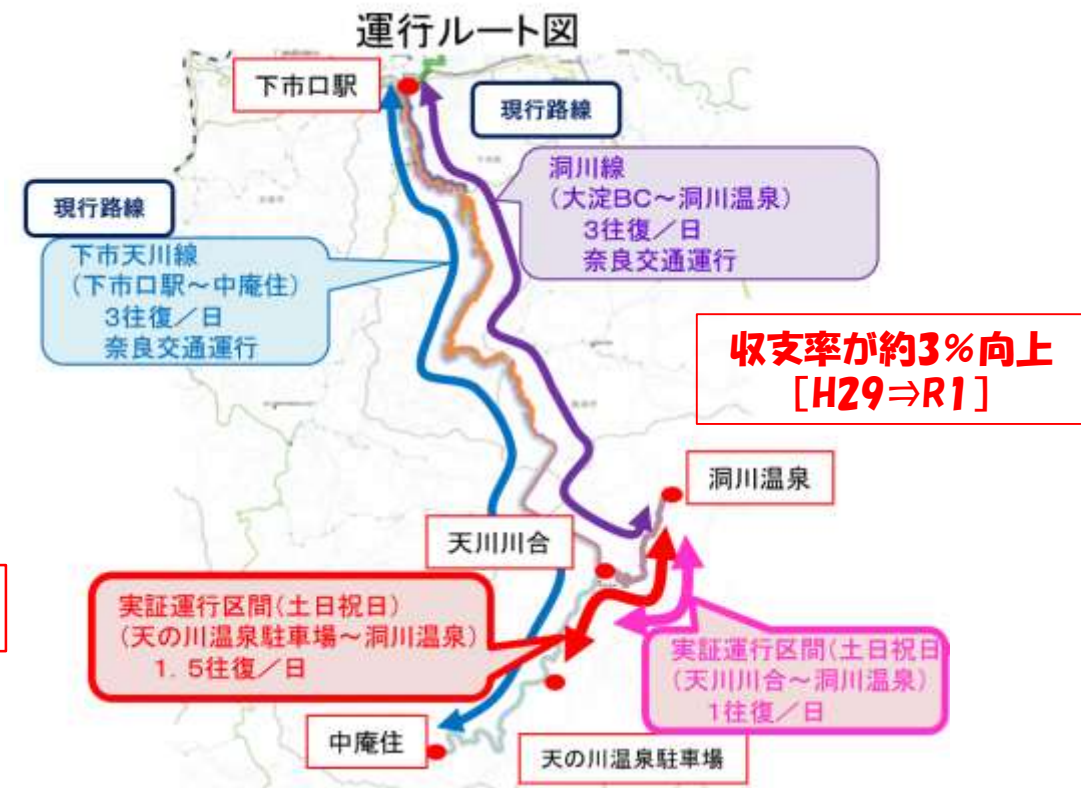 運行ルート図
下市口駅
現行路線
洞川線
(大淀BC～洞川温泉)
3往復／日
奈良交通運行
現行路線
下市天川線
(下市口駅～中庵住)
3往復／日
奈良交通運行
収支率が約3％向上
[H29⇒R1]
洞川温泉
天川川合
実証運行区間(土日祝日)
(天の川温泉駐車場～洞川温泉)
1．5往復／日
実証運行区間(土日祝日)
(天川川合～洞川温泉)
1往復／日
中庵住
天の川温泉駐車場